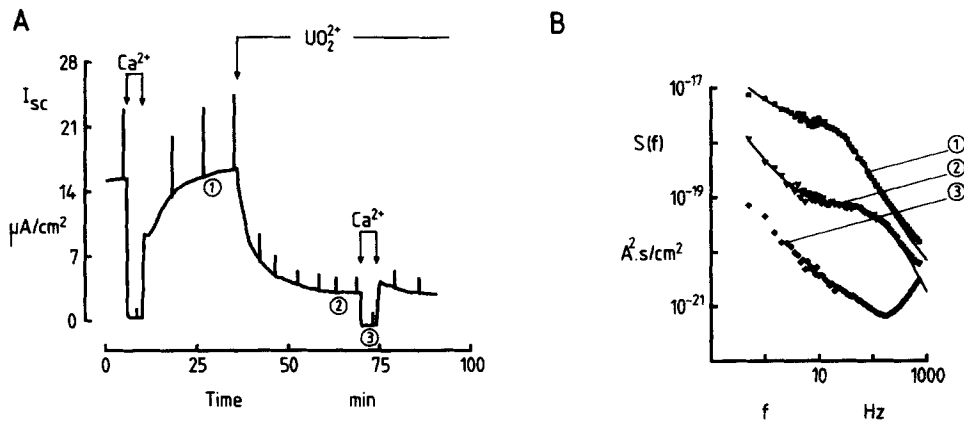 A
UO₂²⁺
28
Ca²⁺
I_SC
21
14
①
μA/cm²
7
Ca²⁺
②
0
③
0 25 50 75 100
Time min
B
10⁻¹⁷
S(f)
①
②
10⁻¹⁹
③
A².s/cm²
10⁻²¹
10 1000
f Hz